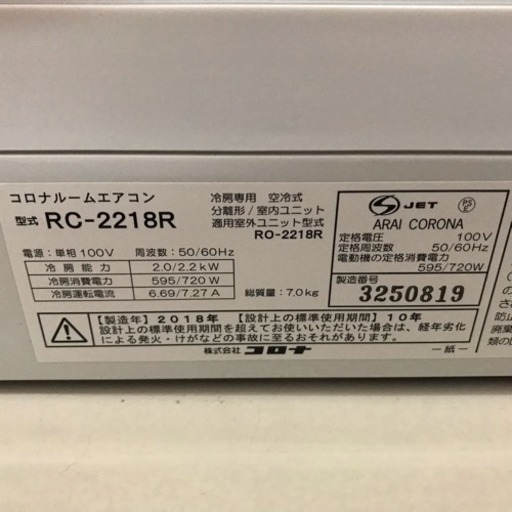 コロナルームエアコン
型式 RC-2218R
冷房専用 空冷式
分離形/室内ユニット
適用室外ユニット型式
RO-2218R
電源:単相100V 周波数:50/60Hz
冷房能力 2.0/2.2kW
冷房消費電力 595/720W
冷房運転電流 6.69/7.27A
総質量:7.0kg
S JET PSE
ARAI CORONA
定格電圧 100V
定格周波数 50/60Hz
電動機の定格消費電力
595/720W
製造番号
3250819
【製造年】2018年 【設計上の標準使用期間】10年
設計上の標準使用期間を超えてお使いいただいた場合は、経年劣化
による発火・けがなどの事故に至るおそれがあります。
株式会社 コロナ
-紙-